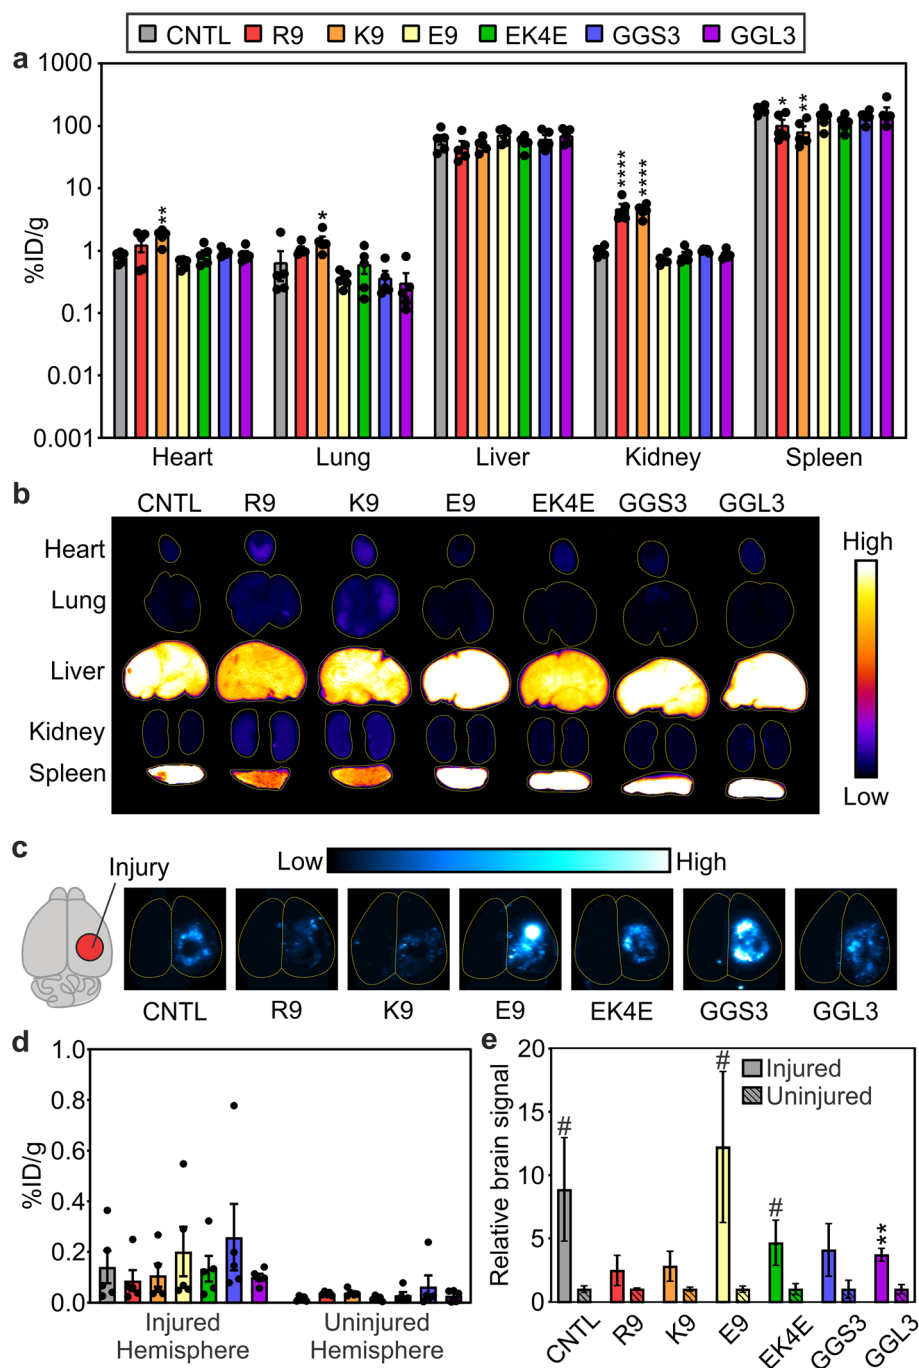 CNTL R9 K9 E9 EK4E GGS3 GGL3
a
1000
100
10
1
0.1
0.01
0.001
%ID/g
**
*
****
****
*
**
Heart Lung Liver Kidney Spleen
b
CNTL R9 K9 E9 EK4E GGS3 GGL3
Heart
Lung
Liver
Kidney
Spleen
High
Low
c
Injury
Low High
CNTL R9 K9 E9 EK4E GGS3 GGL3
d
1.0
0.8
0.6
0.4
0.2
0.0
%ID/g
Injured
Hemisphere
Uninjured
Hemisphere
e
20
15
10
5
0
Relative brain signal
Injured
Uninjured
#
#
#
**
CNTL R9 K9 E9 EK4E GGS3 GGL3